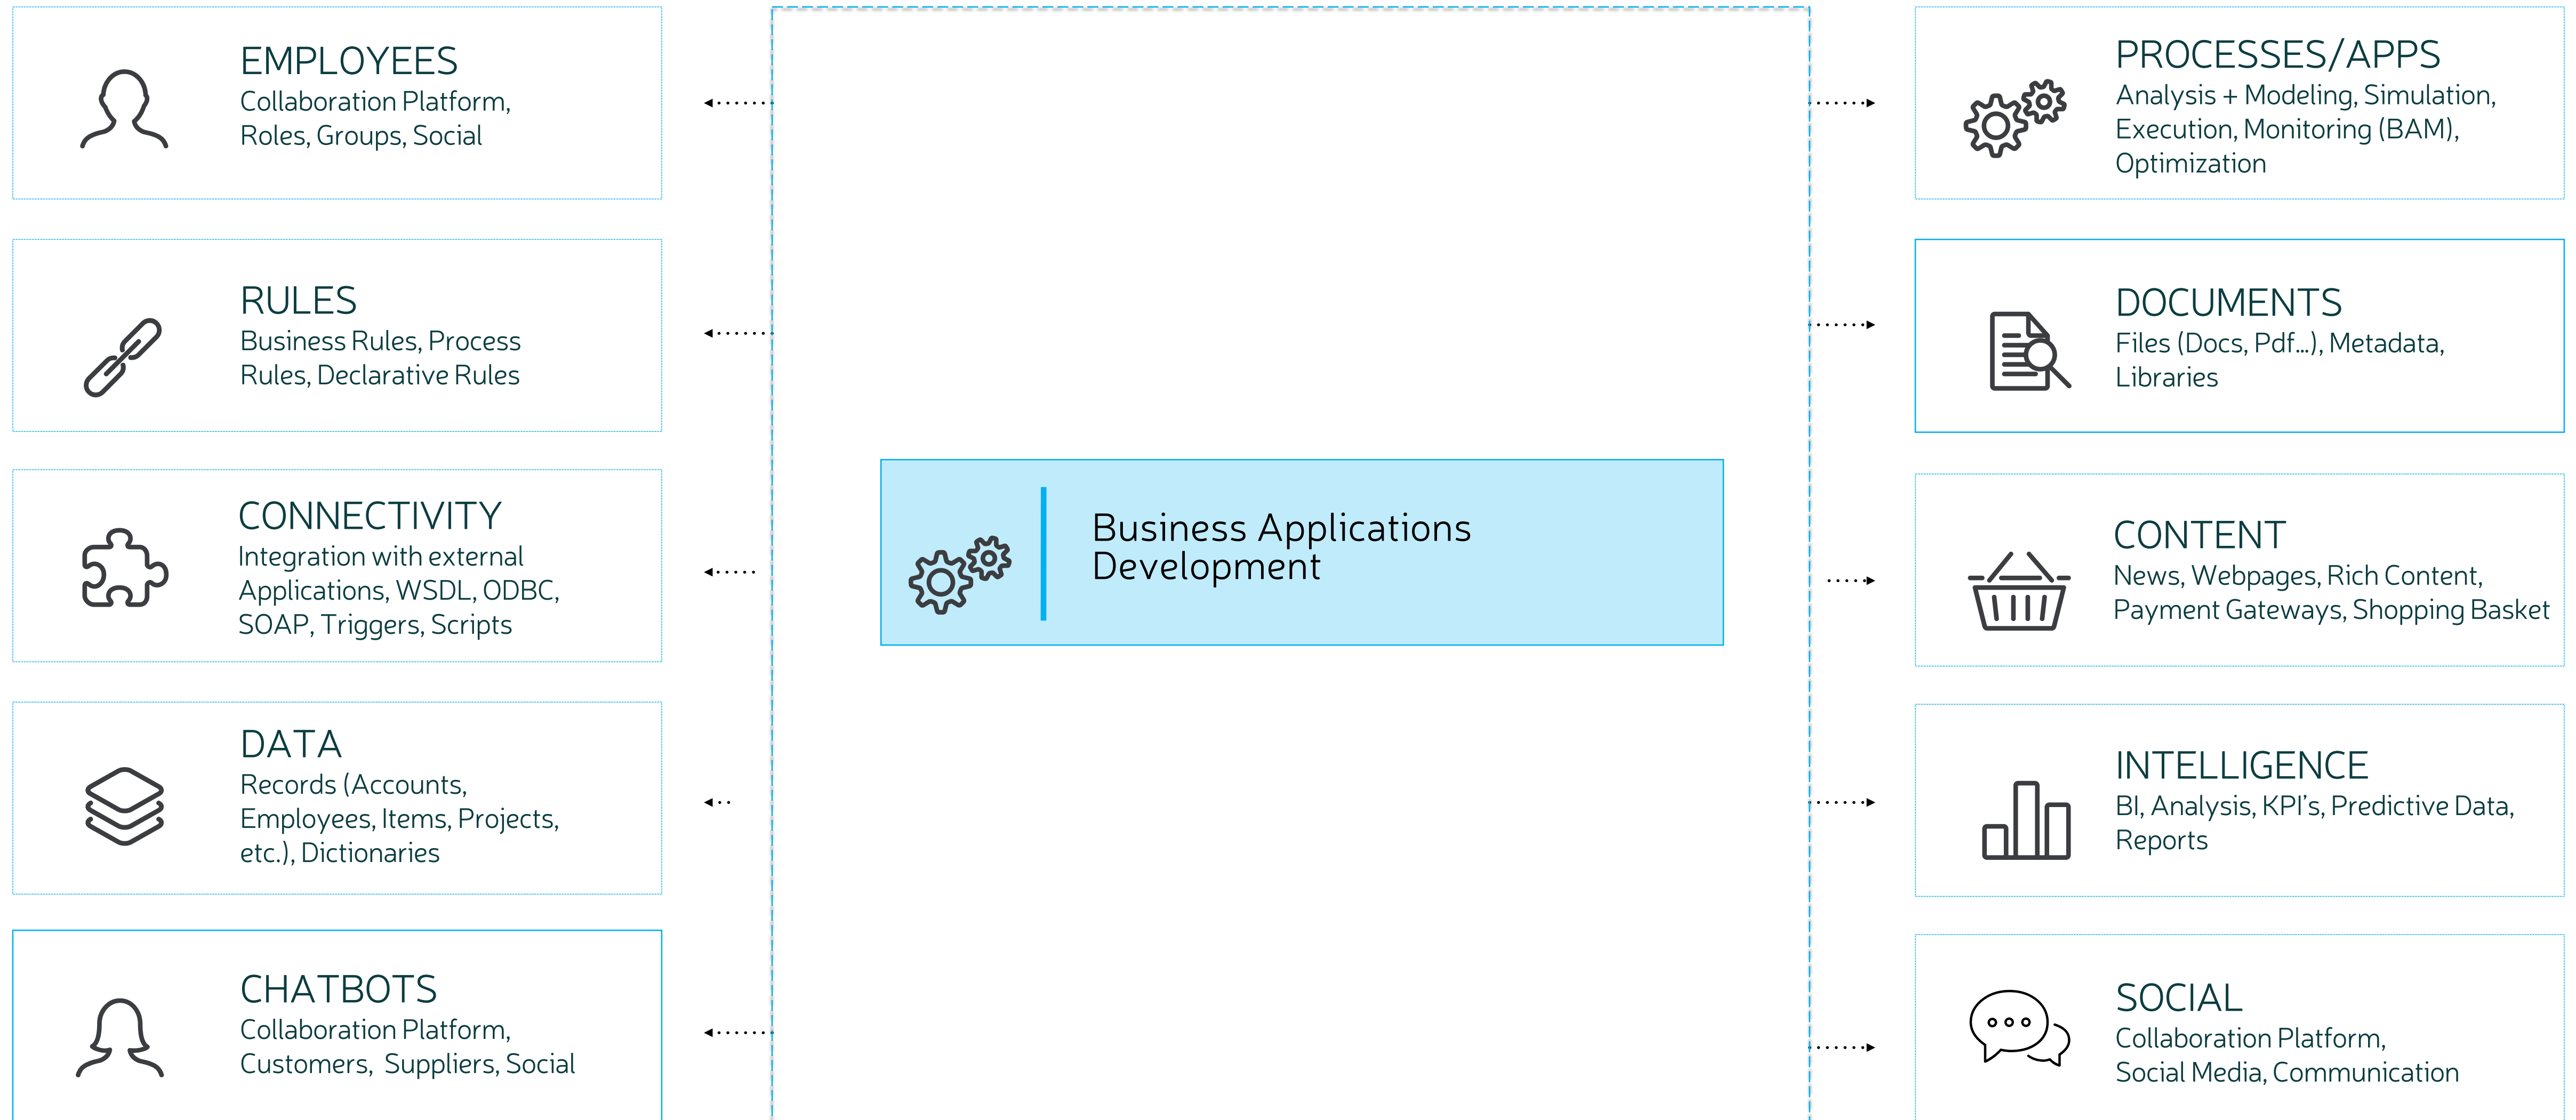 EMPLOYEES
Collaboration Platform,
Roles, Groups, Social
RULES
Business Rules, Process
Rules, Declarative Rules
CONNECTIVITY
Integration with external
Applications, WSDL, ODBC,
SOAP, Triggers, Scripts
DATA
Records (Accounts,
Employees, Items, Projects,
etc.), Dictionaries
CHATBOTS
Collaboration Platform,
Customers, Suppliers, Social
Business Applications
Development
PROCESSES/APPS
Analysis + Modeling, Simulation,
Execution, Monitoring (BAM),
Optimization
DOCUMENTS
Files (Docs, Pdf...), Metadata,
Libraries
CONTENT
News, Webpages, Rich Content,
Payment Gateways, Shopping Basket
INTELLIGENCE
BI, Analysis, KPI's, Predictive Data,
Reports
SOCIAL
Collaboration Platform,
Social Media, Communication